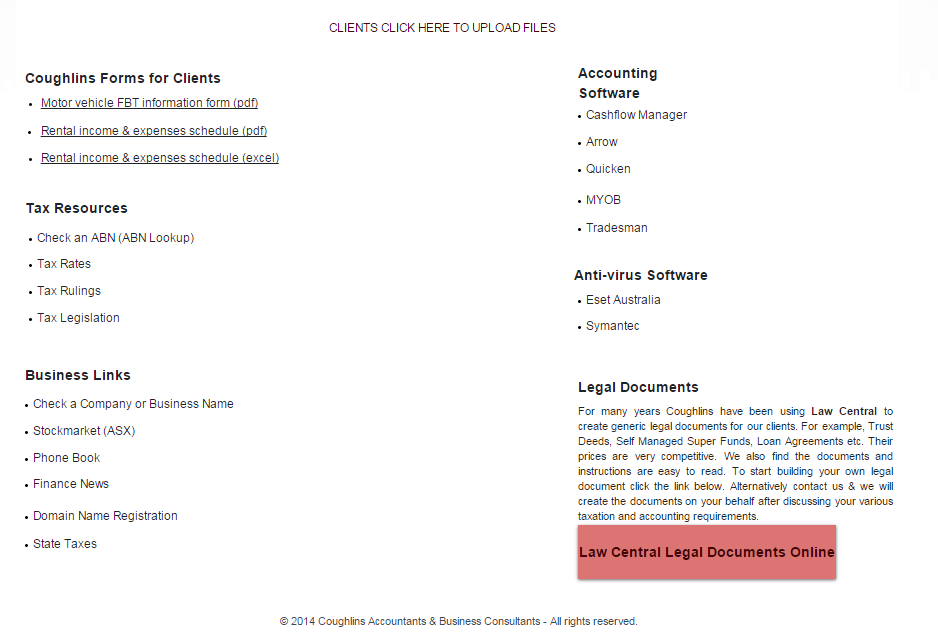 CLIENTS CLICK HERE TO UPLOAD FILES
Coughlins Forms for Clients
Motor vehicle FBT information form (pdf)
Rental income & expenses schedule (pdf)
Rental income & expenses schedule (excel)
Tax Resources
Check an ABN (ABN Lookup)
Tax Rates
Tax Rulings
Tax Legislation
Business Links
Check a Company or Business Name
Stockmarket (ASX)
Phone Book
Finance News
Domain Name Registration
State Taxes
Accounting
Software
Cashflow Manager
Arrow
Quicken
MYOB
Tradesman
Anti-virus Software
Eset Australia
Symantec
Legal Documents
For many years Coughlins have been using Law Central to
create generic legal documents for our clients. For example, Trust
Deeds, Self Managed Super Funds, Loan Agreements etc. Their
prices are very competitive. We also find the documents and
instructions are easy to read. To start building your own legal
document click the link below. Alternatively contact us & we will
create the documents on your behalf after discussing your various
taxation and accounting requirements.
Law Central Legal Documents Online
© 2014 Coughlins Accountants & Business Consultants - All rights reserved.